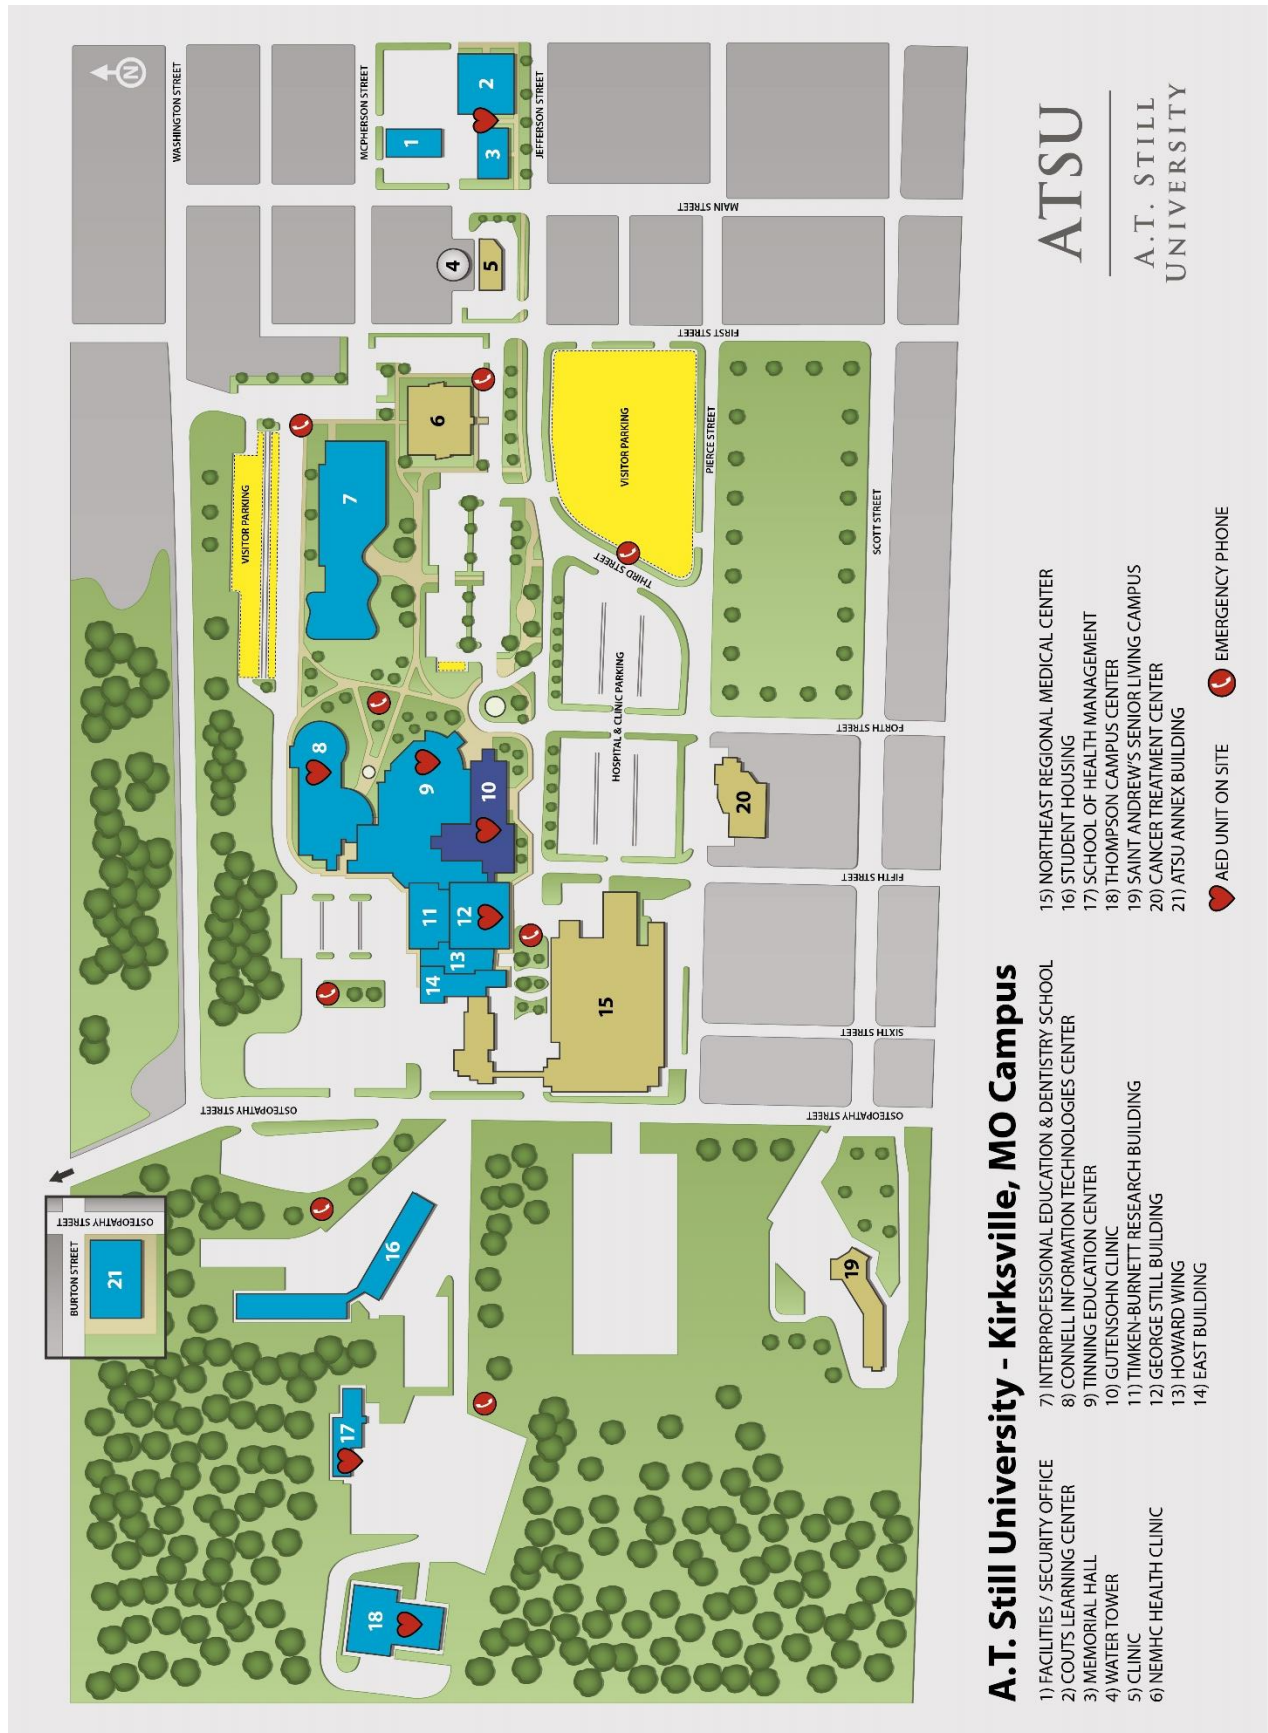 A.T. Still University - Kirksville, MO Campus
1) FACILITIES / SECURITY OFFICE
2) COUTS LEARNING CENTER
3) MEMORIAL HALL
4) WATER TOWER
5) CLINIC
6) NEMHC HEALTH CLINIC
7) INTERPROFESSIONAL EDUCATION & DENTISTRY SCHOOL
8) CONNELL INFORMATION TECHNOLOGIES CENTER
9) TINNING EDUCATION CENTER
10) GUTENSOHN CLINIC
11) TIMKEN-BURNETT RESEARCH BUILDING
12) GEORGE STILL BUILDING
13) HOWARD WING
14) EAST BUILDING
15) NORTHEAST REGIONAL MEDICAL CENTER
16) STUDENT HOUSING
17) SCHOOL OF HEALTH MANAGEMENT
18) THOMPSON CAMPUS CENTER
19) SAINT ANDREW'S SENIOR LIVING CAMPUS
20) CANCER TREATMENT CENTER
21) ATSU ANNEX BUILDING
AED UNIT ON SITE
EMERGENCY PHONE
ATSU
A.T. STILL
UNIVERSITY
N
WASHINGTON STREET
MCPHERSON STREET
JEFFERSON STREET
MAIN STREET
FIRST STREET
PIERCE STREET
SCOTT STREET
THIRD STREET
FORTH STREET
FIFTH STREET
SIXTH STREET
OSTEOPATHY STREET
OSTEOPATHY STREET
OSTEOPATHY STREET
BURTON STREET
VISITOR PARKING
VISITOR PARKING
HOSPITAL & CLINIC PARKING
1
2
3
4
5
6
7
8
9
10
11
12
13
14
15
16
17
18
19
20
21